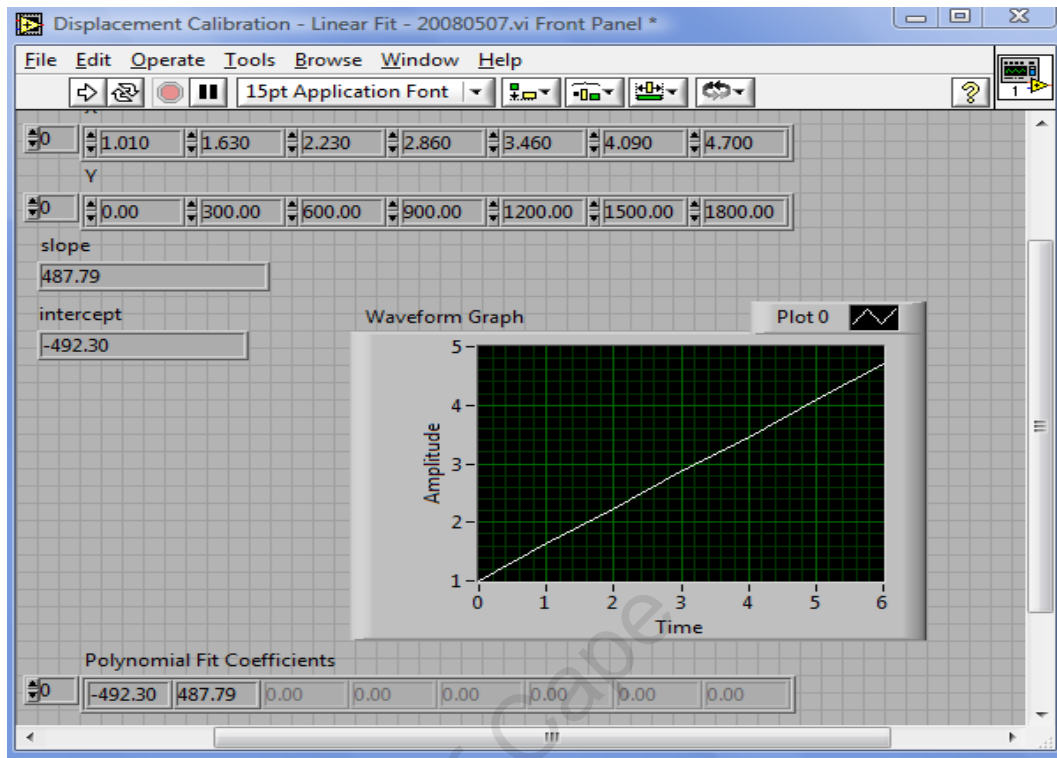 Displacement Calibration - Linear Fit - 20080507.vi Front Panel *
File Edit Operate Tools Browse Window Help
15pt Application Font
1
0 1.010 1.630 2.230 2.860 3.460 4.090 4.700
Y
0 0.00 300.00 600.00 900.00 1200.00 1500.00 1800.00
slope
487.79
intercept
-492.30
Waveform Graph
Plot 0
5
4
3
2
1
Amplitude
0 1 2 3 4 5 6
Time
Polynomial Fit Coefficients
0 -492.30 487.79 0.00 0.00 0.00 0.00 0.00 0.00
Cape